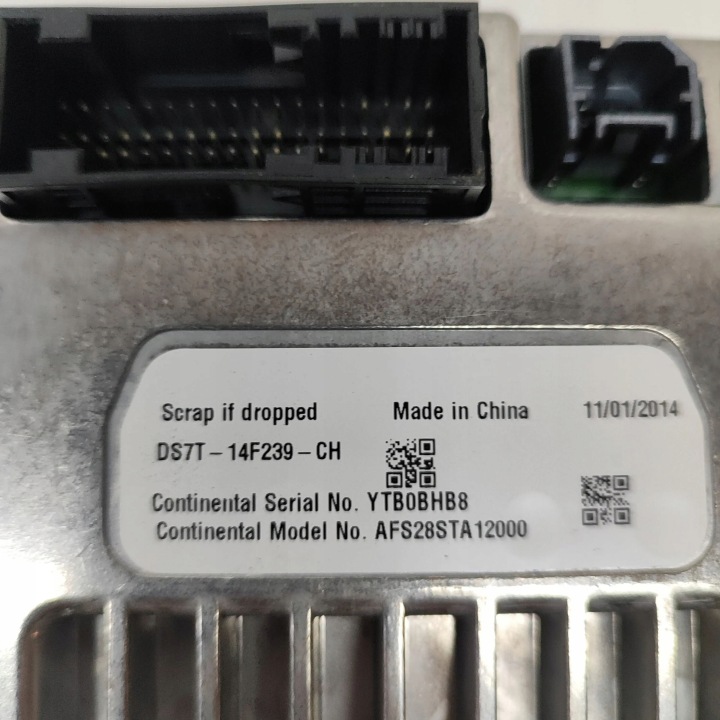 Scrap if dropped Made in China 11/01/2014
DS7T-14F239-CH
Continental Serial No. YTB0BHB8
Continental Model No. AFS28STA12000